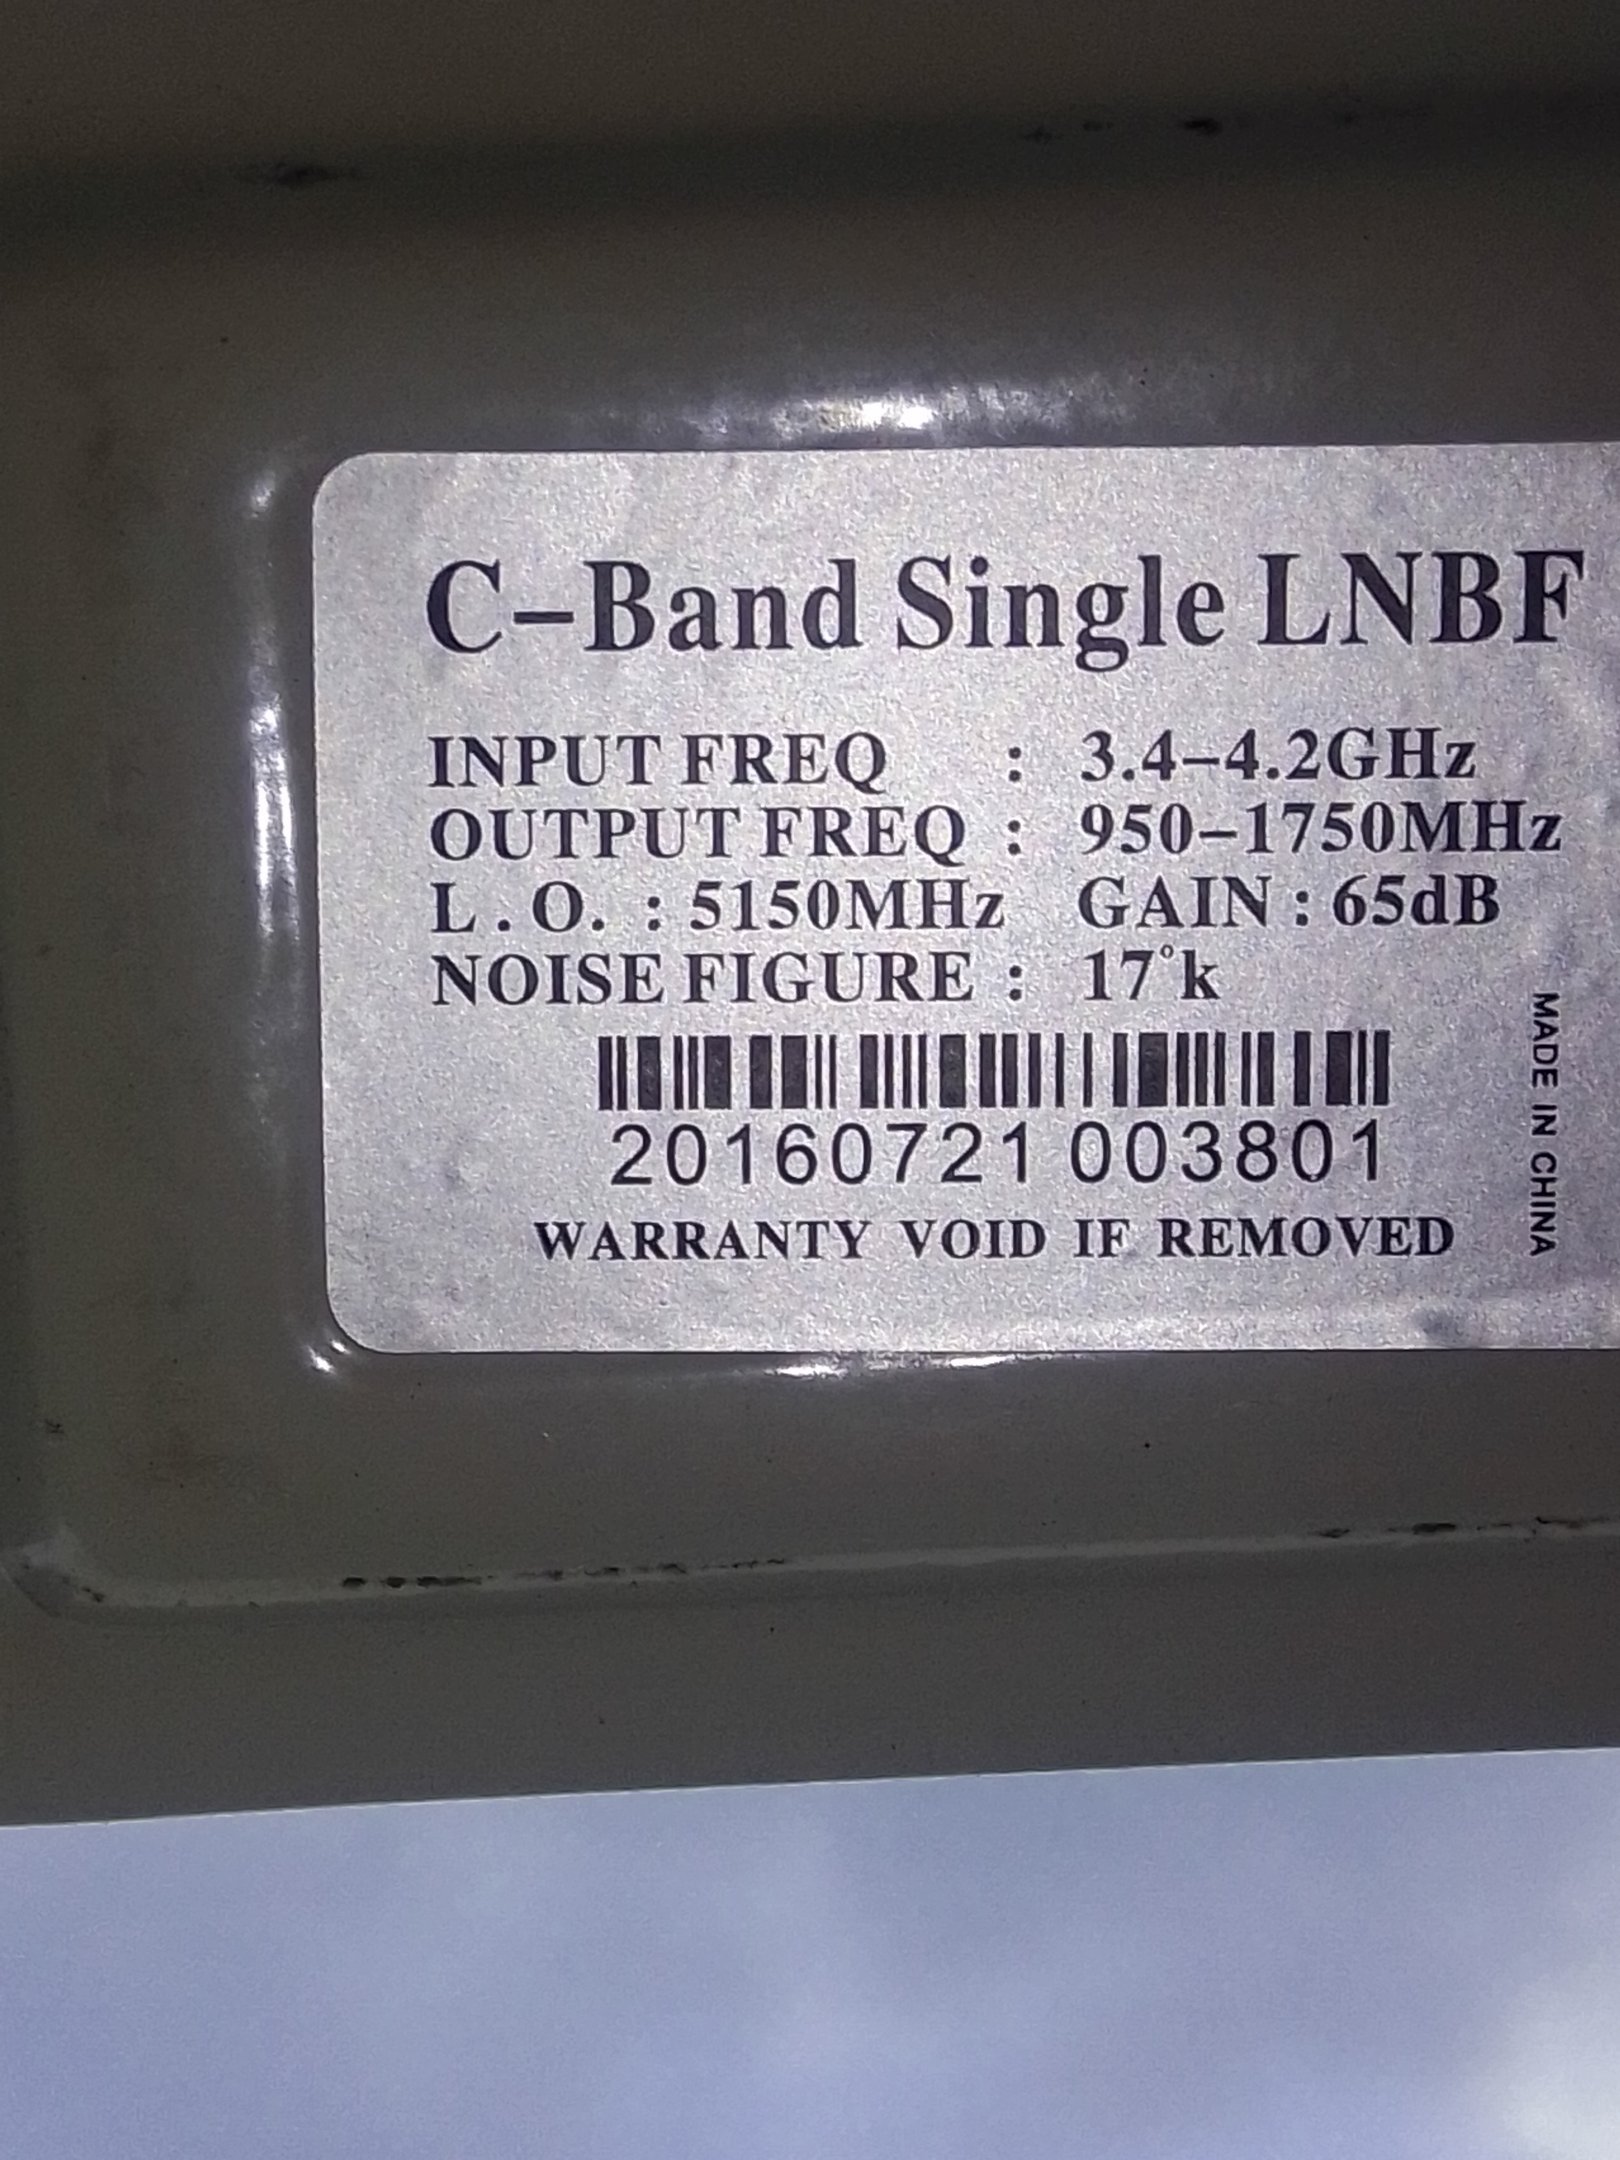 C-Band Single LNBF
INPUT FREQ : 3.4-4.2GHz
OUTPUT FREQ : 950-1750MHz
L.O. : 5150MHz GAIN : 65dB
NOISE FIGURE : 17°k
20160721 003801
WARRANTY VOID IF REMOVED
MADE IN CHINA